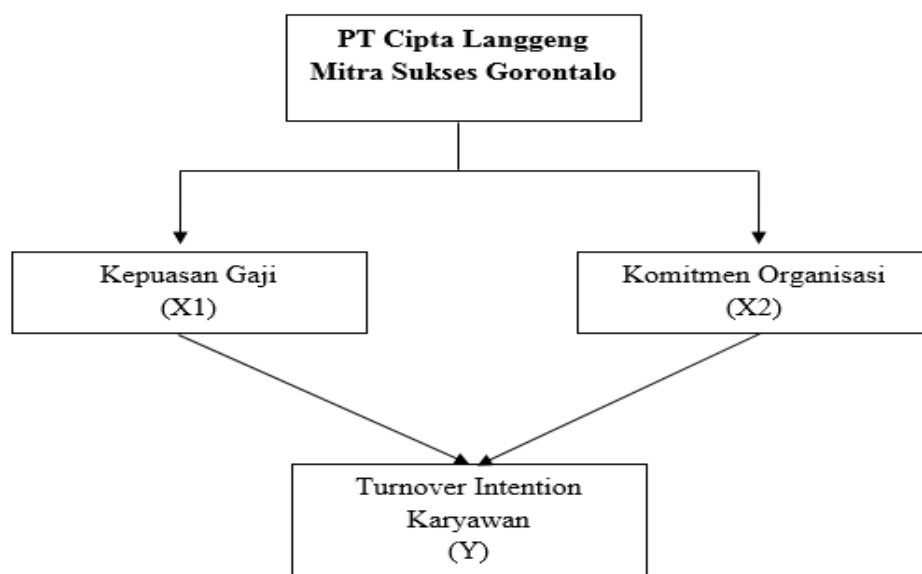 PT Cipta Langgeng
Mitra Sukses Gorontalo
Kepuasan Gaji
(X1)
Komitmen Organisasi
(X2)
Turnover Intention
Karyawan
(Y)